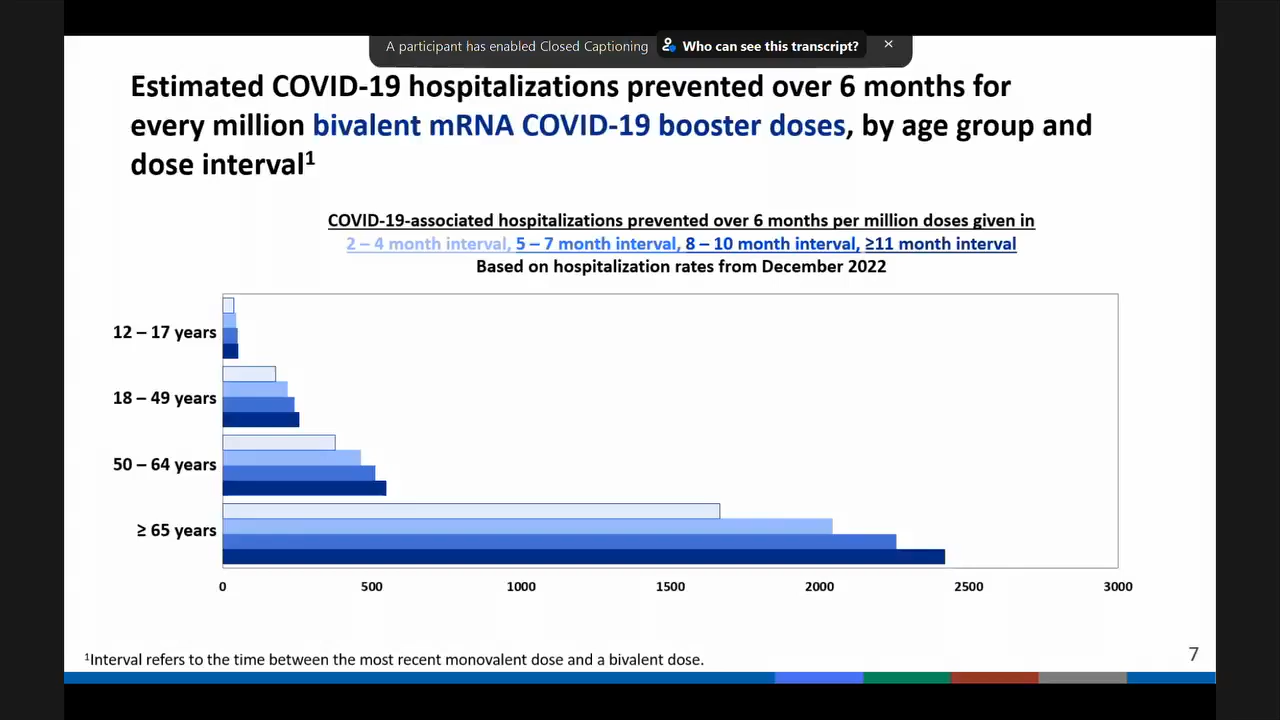 A participant has enabled Closed Captioning Who can see this transcript?
Estimated COVID-19 hospitalizations prevented over 6 months for
every million bivalent mRNA COVID-19 booster doses, by age group and
dose interval¹
COVID-19-associated hospitalizations prevented over 6 months per million doses given in
2 – 4 month interval, 5 – 7 month interval, 8 – 10 month interval, ≥11 month interval
Based on hospitalization rates from December 2022
12 – 17 years
18 – 49 years
50 – 64 years
≥ 65 years
0 500 1000 1500 2000 2500 3000
¹Interval refers to the time between the most recent monovalent dose and a bivalent dose.
7